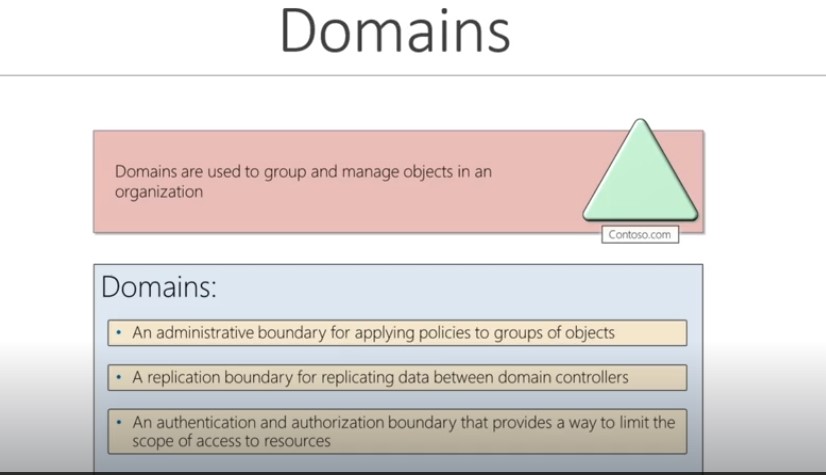 Domains
Domains are used to group and manage objects in an
organization
Contoso.com
Domains:
• An administrative boundary for applying policies to groups of objects
• A replication boundary for replicating data between domain controllers
• An authentication and authorization boundary that provides a way to limit the
scope of access to resources